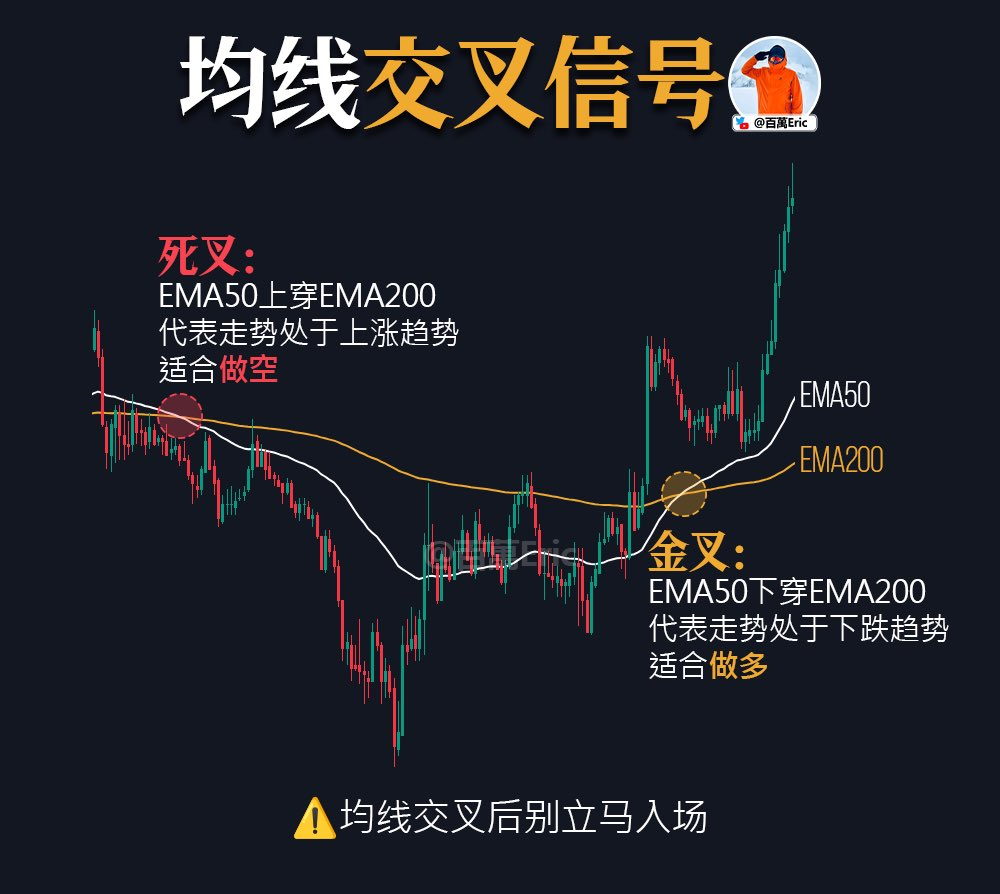 均线交叉信号
@百萬Eric
死叉:
EMA50上穿EMA200
代表走势处于上涨趋势
适合做空
EMA50
EMA200
@百萬Eric
金叉:
EMA50下穿EMA200
代表走势处于下跌趋势
适合做多
⚠️均线交叉后别立马入场